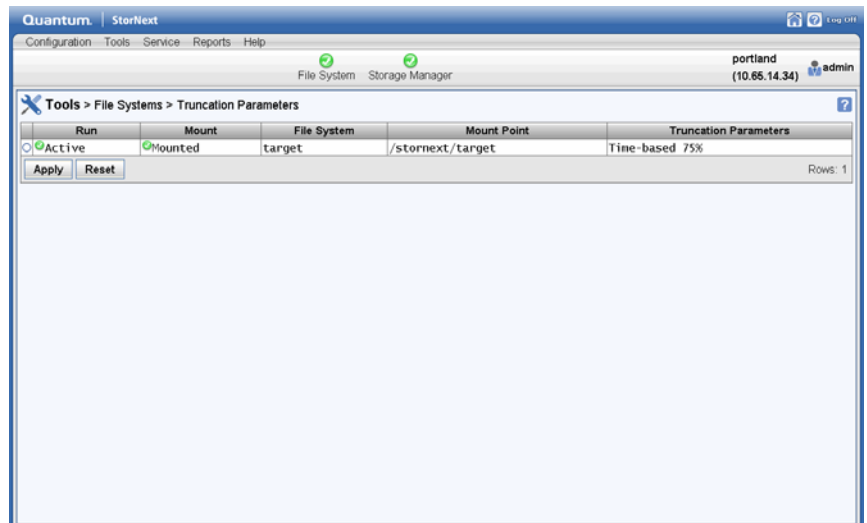 Quantum. StorNext Log Off
Configuration Tools Service Reports Help
File System Storage Manager portland (10.65.14.34) admin
Tools > File Systems > Truncation Parameters ?
Run Mount File System Mount Point Truncation Parameters
Active Mounted target /stornext/target Time-based 75%
Apply Reset Rows: 1